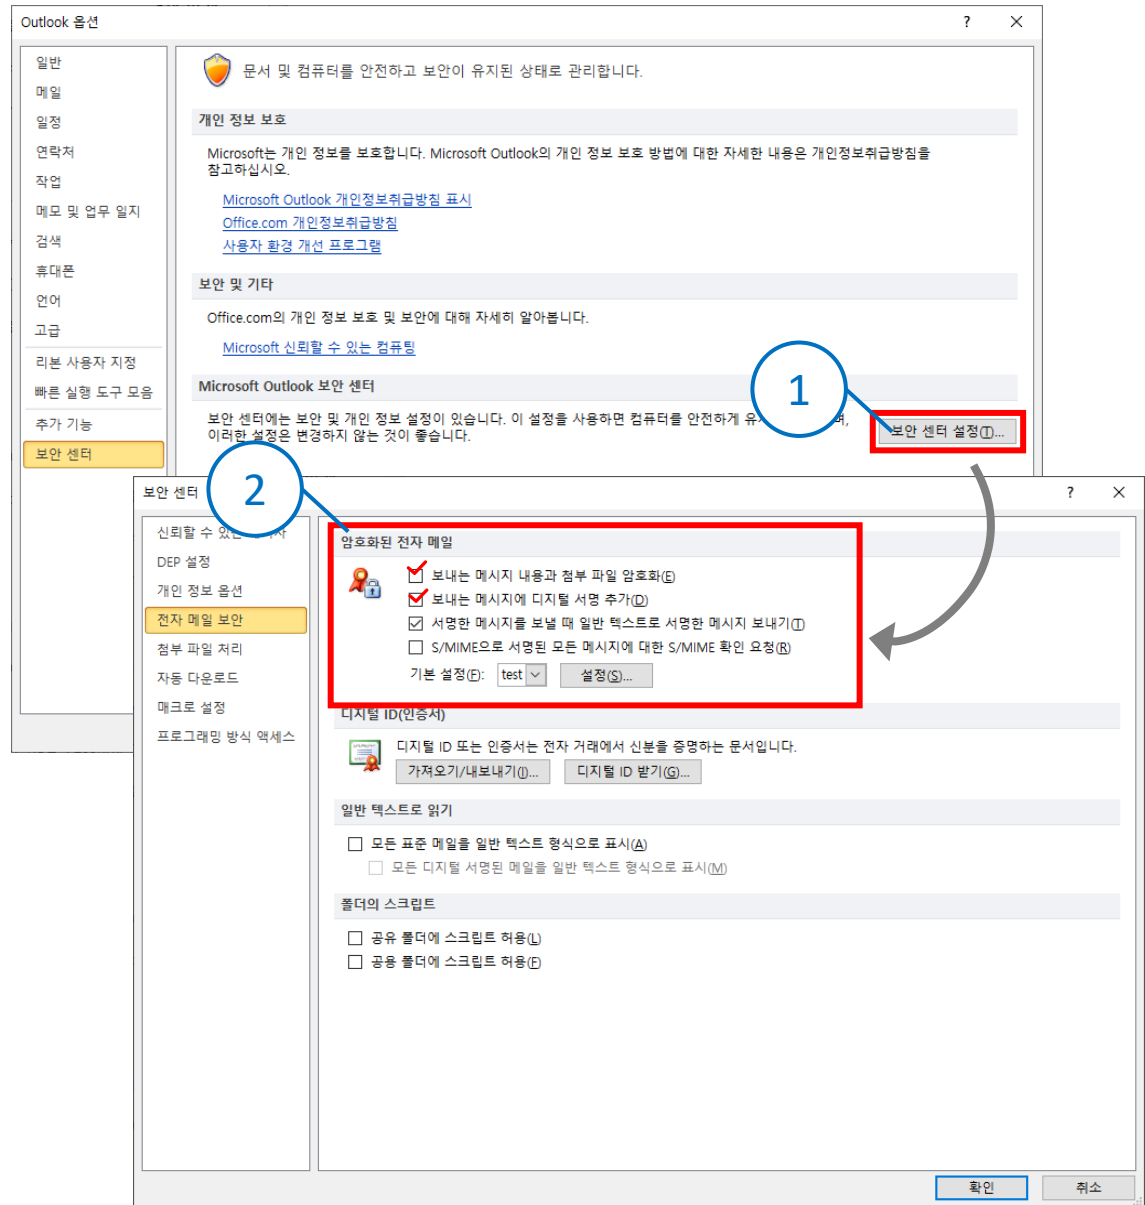 Outlook 옵션
?
일반
메일
일정
연락처
작업
메모 및 업무 일지
검색
휴대폰
언어
고급
리본 사용자 지정
빠른 실행 도구 모음
추가 기능
보안 센터
문서 및 컴퓨터를 안전하고 보안이 유지된 상태로 관리합니다.
개인 정보 보호
Microsoft는 개인 정보를 보호합니다. Microsoft Outlook의 개인 정보 보호 방법에 대한 자세한 내용은 개인정보취급방침을
참고하십시오.
Microsoft Outlook 개인정보취급방침 표시
Office.com 개인정보취급방침
사용자 환경 개선 프로그램
보안 및 기타
Office.com의 개인 정보 보호 및 보안에 대해 자세히 알아봅니다.
Microsoft 신뢰할 수 있는 컴퓨팅
Microsoft Outlook 보안 센터
보안 센터에는 보안 및 개인 정보 설정이 있습니다. 이 설정을 사용하면 컴퓨터를 안전하게
이러한 설정은 변경하지 않는 것이 좋습니다.
1
보안 센터 설정(T)...
2
보안 센터
?
신뢰할 수
DEP 설정
개인 정보 옵션
전자 메일 보안
첨부 파일 처리
자동 다운로드
매크로 설정
프로그래밍 방식 액세스
암호화된 전자 메일
보내는 메시지 내용과 첨부 파일 암호화(E)
보내는 메시지에 디지털 서명 추가(D)
서명한 메시지를 보낼 때 일반 텍스트로 서명한 메시지 보내기(T)
S/MIME으로 서명된 모든 메시지에 대한 S/MIME 확인 요청(R)
기본 설정(F): test 설정(S)...
디지털 ID(인증서)
디지털 ID 또는 인증서는 전자 거래에서 신분을 증명하는 문서입니다.
가져오기/내보내기(I)... 디지털 ID 받기(G)...
일반 텍스트로 읽기
모든 표준 메일을 일반 텍스트 형식으로 표시(A)
모든 디지털 서명된 메일을 일반 텍스트 형식으로 표시(M)
폴더의 스크립트
공유 폴더에 스크립트 허용(L)
공용 폴더에 스크립트 허용(F)
확인 취소